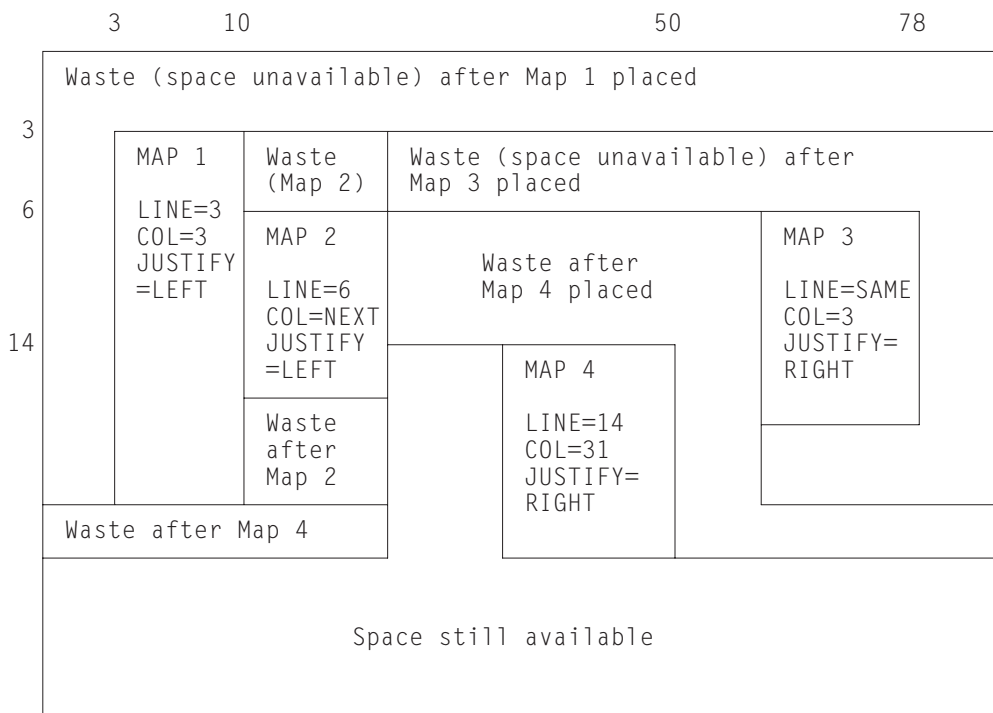 3 10 50 78
Waste (space unavailable) after Map 1 placed
3
MAP 1
LINE=3
COL=3
JUSTIFY
=LEFT
Waste
(Map 2)
Waste (space unavailable) after
Map 3 placed
6
MAP 2
LINE=6
COL=NEXT
JUSTIFY
=LEFT
Waste after
Map 4 placed
MAP 3
LINE=SAME
COL=3
JUSTIFY=
RIGHT
14
MAP 4
LINE=14
COL=31
JUSTIFY=
RIGHT
Waste
after
Map 2
Waste after Map 4
Space still available